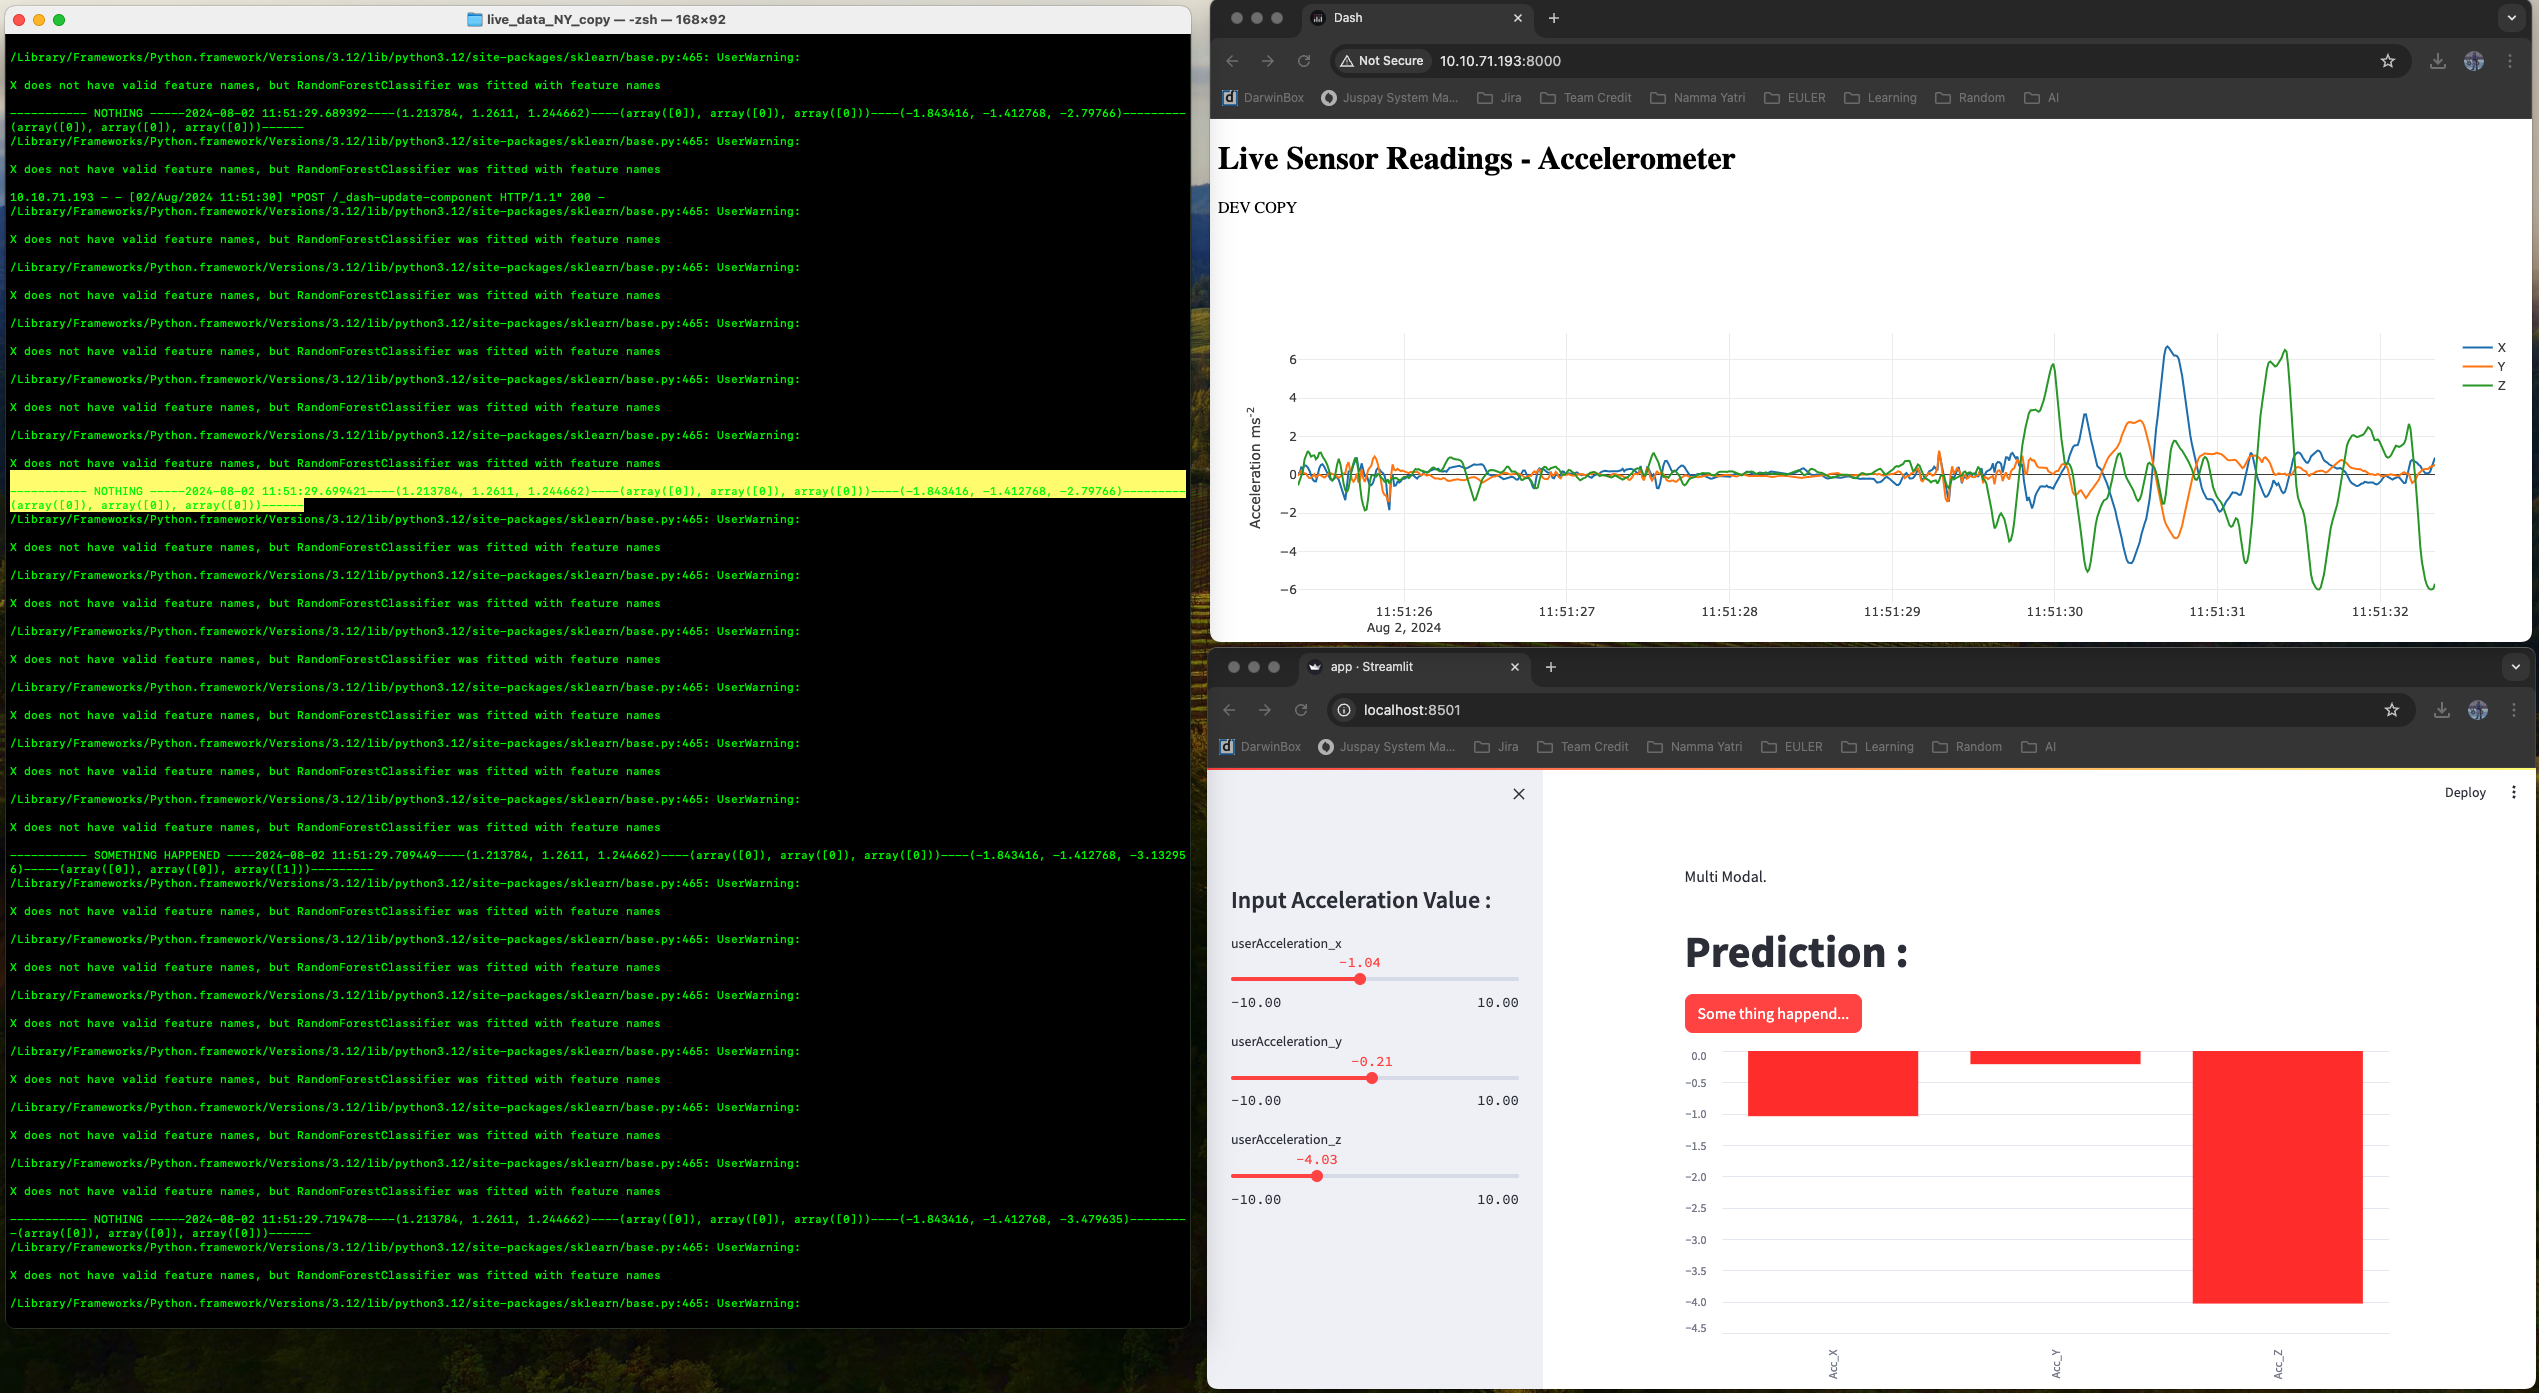 live_data_NY_copy — -zsh — 168×92
/Library/Frameworks/Python.framework/Versions/3.12/lib/python3.12/site-packages/sklearn/base.py:465: UserWarning:
X does not have valid feature names, but RandomForestClassifier was fitted with feature names
----------- NOTHING -----2024-08-02 11:51:29.689392----(1.213784, 1.2611, 1.244662)----(array([0]), array([0]), array([0]))----(-1.843416, -1.412768, -2.79766)---------
(array([0]), array([0]), array([0]))------
/Library/Frameworks/Python.framework/Versions/3.12/lib/python3.12/site-packages/sklearn/base.py:465: UserWarning:
X does not have valid feature names, but RandomForestClassifier was fitted with feature names
10.10.71.193 - - [02/Aug/2024 11:51:30] "POST /_dash-update-component HTTP/1.1" 200 -
/Library/Frameworks/Python.framework/Versions/3.12/lib/python3.12/site-packages/sklearn/base.py:465: UserWarning:
X does not have valid feature names, but RandomForestClassifier was fitted with feature names
/Library/Frameworks/Python.framework/Versions/3.12/lib/python3.12/site-packages/sklearn/base.py:465: UserWarning:
X does not have valid feature names, but RandomForestClassifier was fitted with feature names
/Library/Frameworks/Python.framework/Versions/3.12/lib/python3.12/site-packages/sklearn/base.py:465: UserWarning:
X does not have valid feature names, but RandomForestClassifier was fitted with feature names
/Library/Frameworks/Python.framework/Versions/3.12/lib/python3.12/site-packages/sklearn/base.py:465: UserWarning:
X does not have valid feature names, but RandomForestClassifier was fitted with feature names
/Library/Frameworks/Python.framework/Versions/3.12/lib/python3.12/site-packages/sklearn/base.py:465: UserWarning:
X does not have valid feature names, but RandomForestClassifier was fitted with feature names
----------- NOTHING -----2024-08-02 11:51:29.699421----(1.213784, 1.2611, 1.244662)----(array([0]), array([0]), array([0]))----(-1.843416, -1.412768, -2.79766)---------
(array([0]), array([0]), array([0]))------
/Library/Frameworks/Python.framework/Versions/3.12/lib/python3.12/site-packages/sklearn/base.py:465: UserWarning:
X does not have valid feature names, but RandomForestClassifier was fitted with feature names
/Library/Frameworks/Python.framework/Versions/3.12/lib/python3.12/site-packages/sklearn/base.py:465: UserWarning:
X does not have valid feature names, but RandomForestClassifier was fitted with feature names
/Library/Frameworks/Python.framework/Versions/3.12/lib/python3.12/site-packages/sklearn/base.py:465: UserWarning:
X does not have valid feature names, but RandomForestClassifier was fitted with feature names
/Library/Frameworks/Python.framework/Versions/3.12/lib/python3.12/site-packages/sklearn/base.py:465: UserWarning:
X does not have valid feature names, but RandomForestClassifier was fitted with feature names
/Library/Frameworks/Python.framework/Versions/3.12/lib/python3.12/site-packages/sklearn/base.py:465: UserWarning:
X does not have valid feature names, but RandomForestClassifier was fitted with feature names
/Library/Frameworks/Python.framework/Versions/3.12/lib/python3.12/site-packages/sklearn/base.py:465: UserWarning:
X does not have valid feature names, but RandomForestClassifier was fitted with feature names
----------- SOMETHING HAPPENED ----2024-08-02 11:51:29.709449----(1.213784, 1.2611, 1.244662)----(array([0]), array([0]), array([0]))----(-1.843416, -1.412768, -3.13295
6)-----(array([0]), array([0]), array([1]))---------
/Library/Frameworks/Python.framework/Versions/3.12/lib/python3.12/site-packages/sklearn/base.py:465: UserWarning:
X does not have valid feature names, but RandomForestClassifier was fitted with feature names
/Library/Frameworks/Python.framework/Versions/3.12/lib/python3.12/site-packages/sklearn/base.py:465: UserWarning:
X does not have valid feature names, but RandomForestClassifier was fitted with feature names
/Library/Frameworks/Python.framework/Versions/3.12/lib/python3.12/site-packages/sklearn/base.py:465: UserWarning:
X does not have valid feature names, but RandomForestClassifier was fitted with feature names
/Library/Frameworks/Python.framework/Versions/3.12/lib/python3.12/site-packages/sklearn/base.py:465: UserWarning:
X does not have valid feature names, but RandomForestClassifier was fitted with feature names
/Library/Frameworks/Python.framework/Versions/3.12/lib/python3.12/site-packages/sklearn/base.py:465: UserWarning:
X does not have valid feature names, but RandomForestClassifier was fitted with feature names
/Library/Frameworks/Python.framework/Versions/3.12/lib/python3.12/site-packages/sklearn/base.py:465: UserWarning:
X does not have valid feature names, but RandomForestClassifier was fitted with feature names
----------- NOTHING -----2024-08-02 11:51:29.719478----(1.213784, 1.2611, 1.244662)----(array([0]), array([0]), array([0]))----(-1.843416, -1.412768, -3.479635)--------
-(array([0]), array([0]), array([0]))------
/Library/Frameworks/Python.framework/Versions/3.12/lib/python3.12/site-packages/sklearn/base.py:465: UserWarning:
X does not have valid feature names, but RandomForestClassifier was fitted with feature names
/Library/Frameworks/Python.framework/Versions/3.12/lib/python3.12/site-packages/sklearn/base.py:465: UserWarning:
Dash
Not Secure 10.10.71.193:8000
DarwinBox Juspay System Ma... Jira Team Credit Namma Yatri EULER Learning Random AI
Live Sensor Readings - Accelerometer
DEV COPY
X
Y
Z
6
4
2
0
−2
−4
−6
Acceleration ms-2
11:51:26 11:51:27 11:51:28 11:51:29 11:51:30 11:51:31 11:51:32
Aug 2, 2024
app · Streamlit
localhost:8501
DarwinBox Juspay System Ma... Jira Team Credit Namma Yatri EULER Learning Random AI
Deploy
Input Acceleration Value :
userAcceleration_x
-1.04
-10.00 10.00
userAcceleration_y
-0.21
-10.00 10.00
userAcceleration_z
-4.03
-10.00 10.00
Multi Modal.
Prediction :
Some thing happend...
0.0
−0.5
−1.0
−1.5
−2.0
−2.5
−3.0
−3.5
−4.0
−4.5
Acc_X Acc_Y Acc_Z